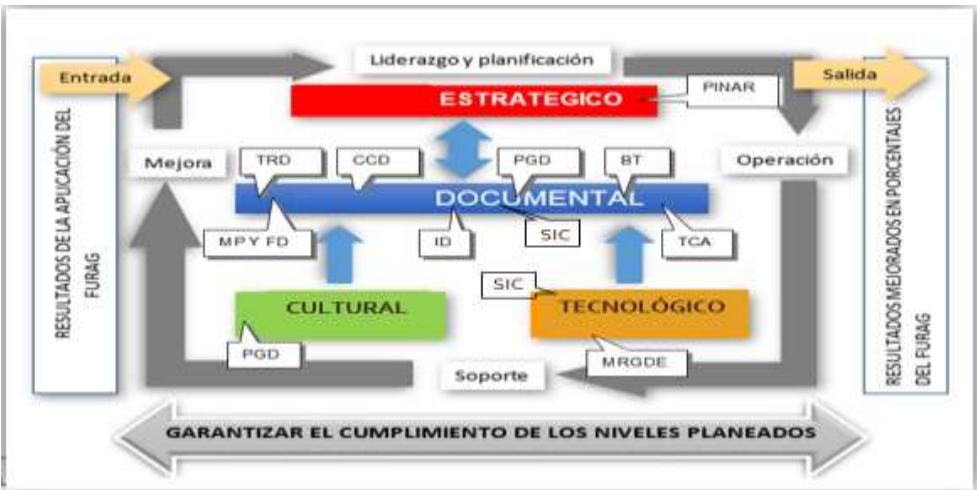 Liderazgo y planificación
Entrada
Salida
ESTRATEGICO
PINAR
RESULTADOS DE LA APLICACIÓN DEL
FURAG
Mejora
TRD
CCD
PGD
BT
Operación
DOCUMENTAL
MP Y FD
ID
SIC
TCA
SIC
CULTURAL
TECNOLÓGICO
PGD
MRGDE
Soporte
RESULTADOS MEJORADOS EN PORCENTAJES
DEL FURAG
GARANTIZAR EL CUMPLIMIENTO DE LOS NIVELES PLANEADOS